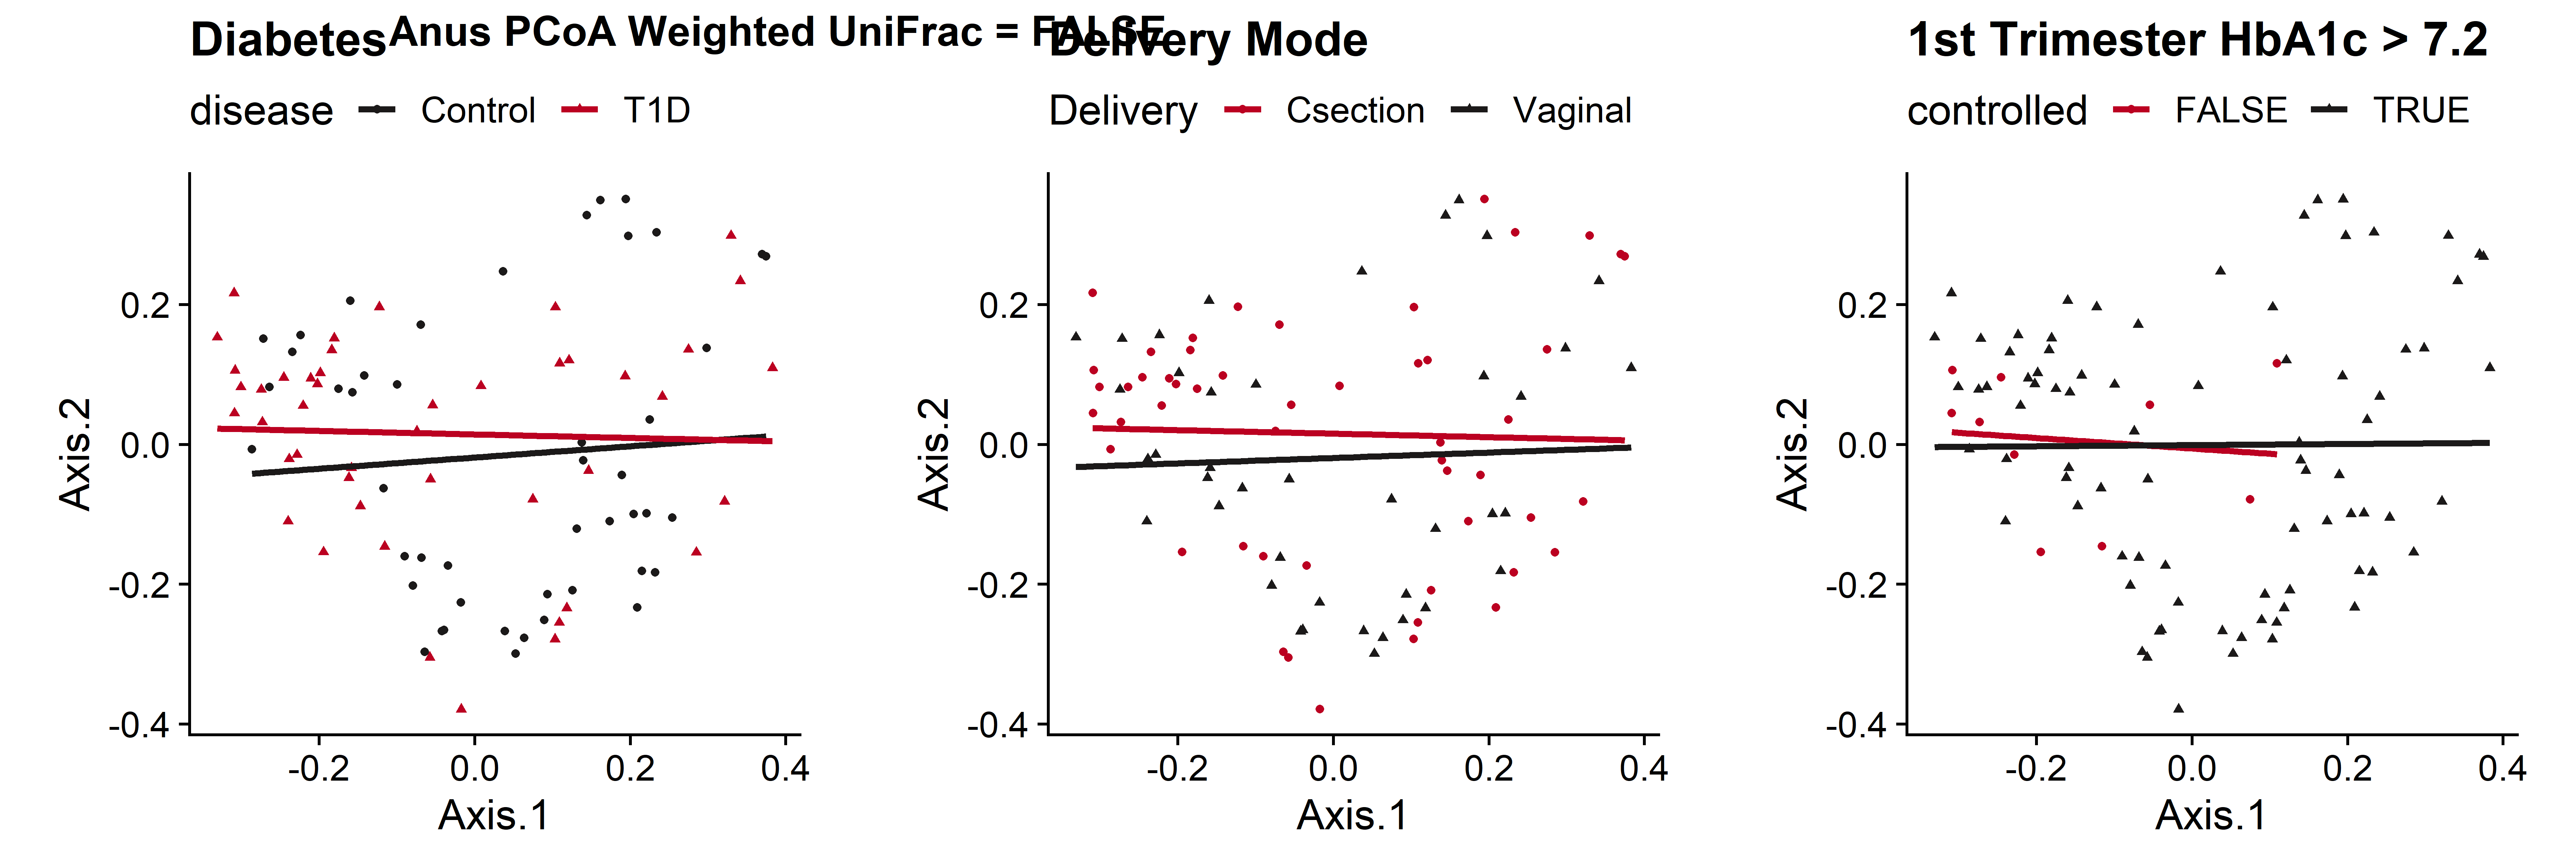 Anus PCoA Weighted UniFrac = FALSE
Diabetes
disease Control T1D
0.2
0.0
-0.2
-0.4
Axis.2
-0.2 0.0 0.2 0.4
Axis.1
Delivery Mode
Delivery Csection Vaginal
0.2
0.0
-0.2
-0.4
Axis.2
-0.2 0.0 0.2 0.4
Axis.1
1st Trimester HbA1c > 7.2
controlled FALSE TRUE
0.2
0.0
-0.2
-0.4
Axis.2
-0.2 0.0 0.2 0.4
Axis.1